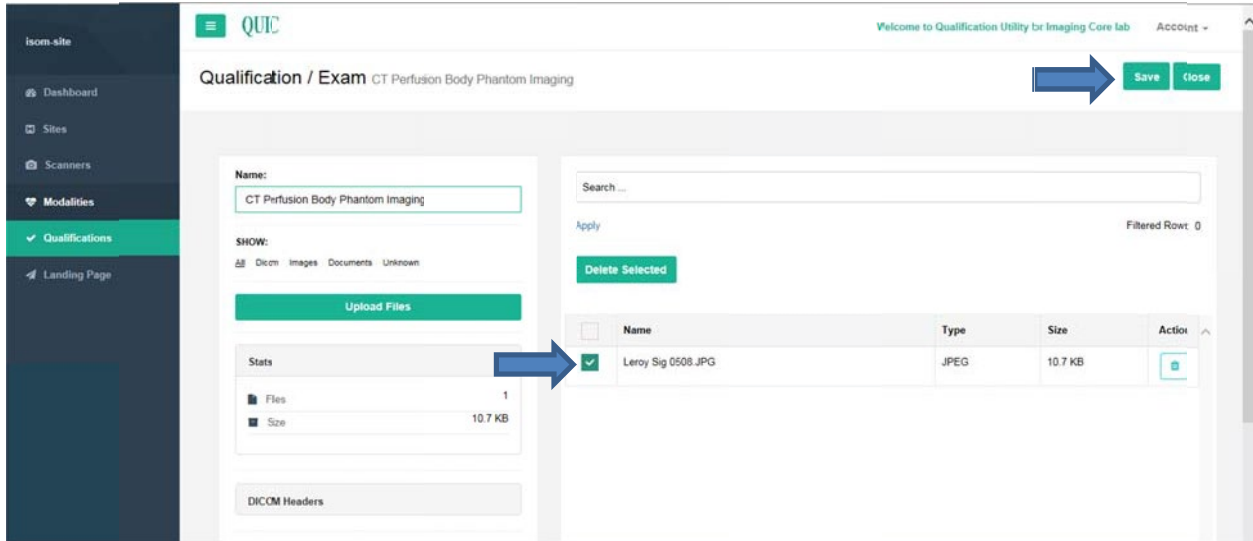 isom-site
QUIC
Welcome to Qualification Utility for Imaging Core lab
Account
Qualification / Exam CT Perfusion Body Phantom Imaging
Save
Close
Dashboard
Sites
Scanners
Modalities
Qualifications
Landing Page
Name:
CT Perfusion Body Phantom Imaging
SHOW:
All Dicom Images Documents Unknown
Upload Files
Stats
Files 1
Size 10.7 KB
DICOM Headers
Search ...
Apply
Filtered Rows: 0
Delete Selected
Name Type Size Action
Leroy Sig 0508.JPG JPEG 10.7 KB